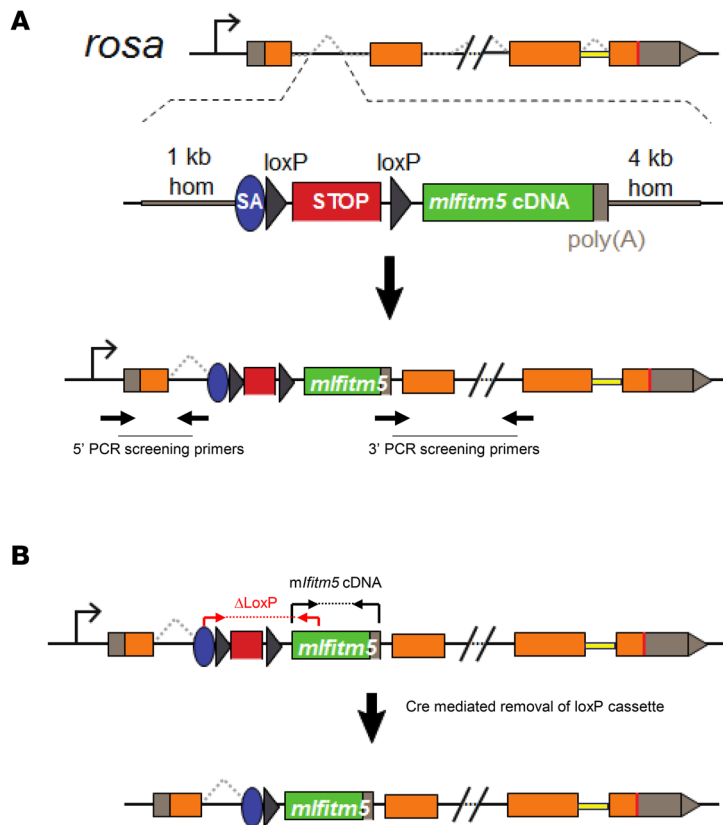 A
rosa
1 kb
hom
loxP
loxP
4 kb
hom
SA
STOP
mIfitm5 cDNA
poly(A)
mIfitm5
5' PCR screening primers
3' PCR screening primers
B
mIfitm5 cDNA
ΔLoxP
mIfitm5
Cre mediated removal of loxP cassette
mIfitm5